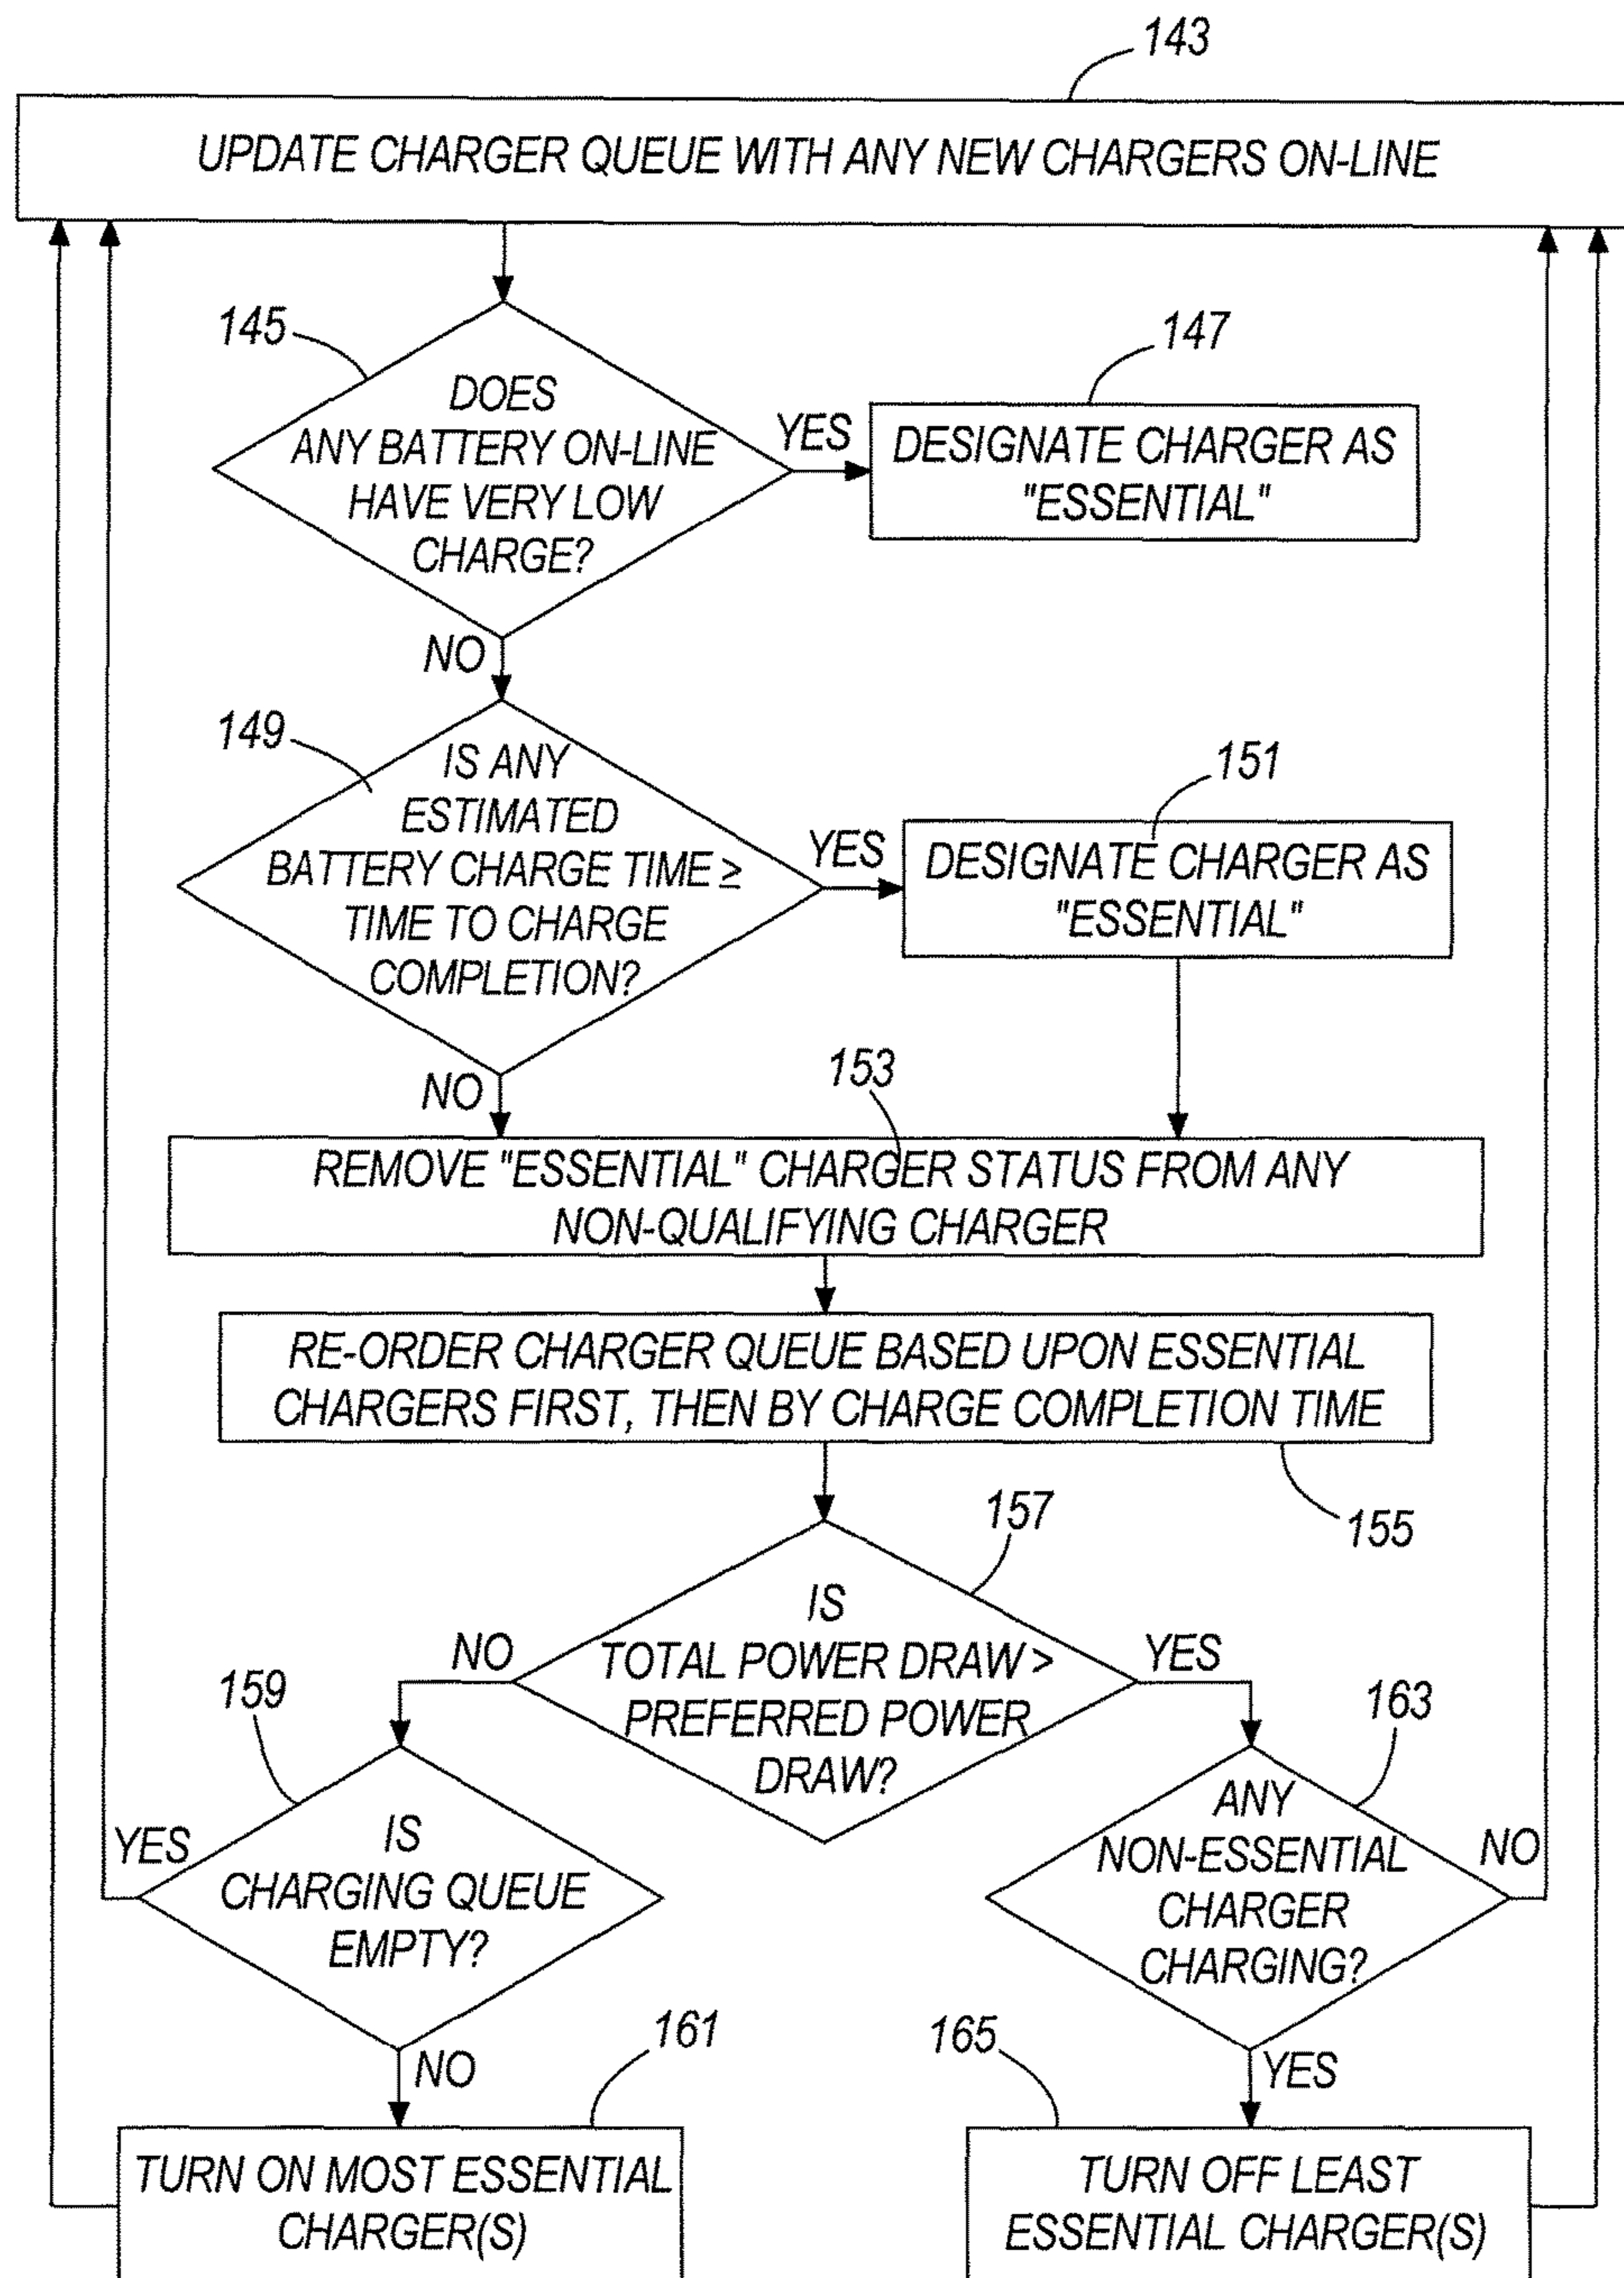 143
UPDATE CHARGER QUEUE WITH ANY NEW CHARGERS ON-LINE
145
DOES
ANY BATTERY ON-LINE
HAVE VERY LOW
CHARGE?
YES
147
DESIGNATE CHARGER AS
"ESSENTIAL"
NO
149
IS ANY
ESTIMATED
BATTERY CHARGE TIME ≥
TIME TO CHARGE
COMPLETION?
YES
151
DESIGNATE CHARGER AS
"ESSENTIAL"
NO
153
REMOVE "ESSENTIAL" CHARGER STATUS FROM ANY
NON-QUALIFYING CHARGER
RE-ORDER CHARGER QUEUE BASED UPON ESSENTIAL
CHARGERS FIRST, THEN BY CHARGE COMPLETION TIME
155
157
IS
TOTAL POWER DRAW >
PREFERRED POWER
DRAW?
NO
YES
159
IS
CHARGING QUEUE
EMPTY?
YES
NO
161
TURN ON MOST ESSENTIAL
CHARGER(S)
163
ANY
NON-ESSENTIAL
CHARGER
CHARGING?
NO
YES
165
TURN OFF LEAST
ESSENTIAL CHARGER(S)